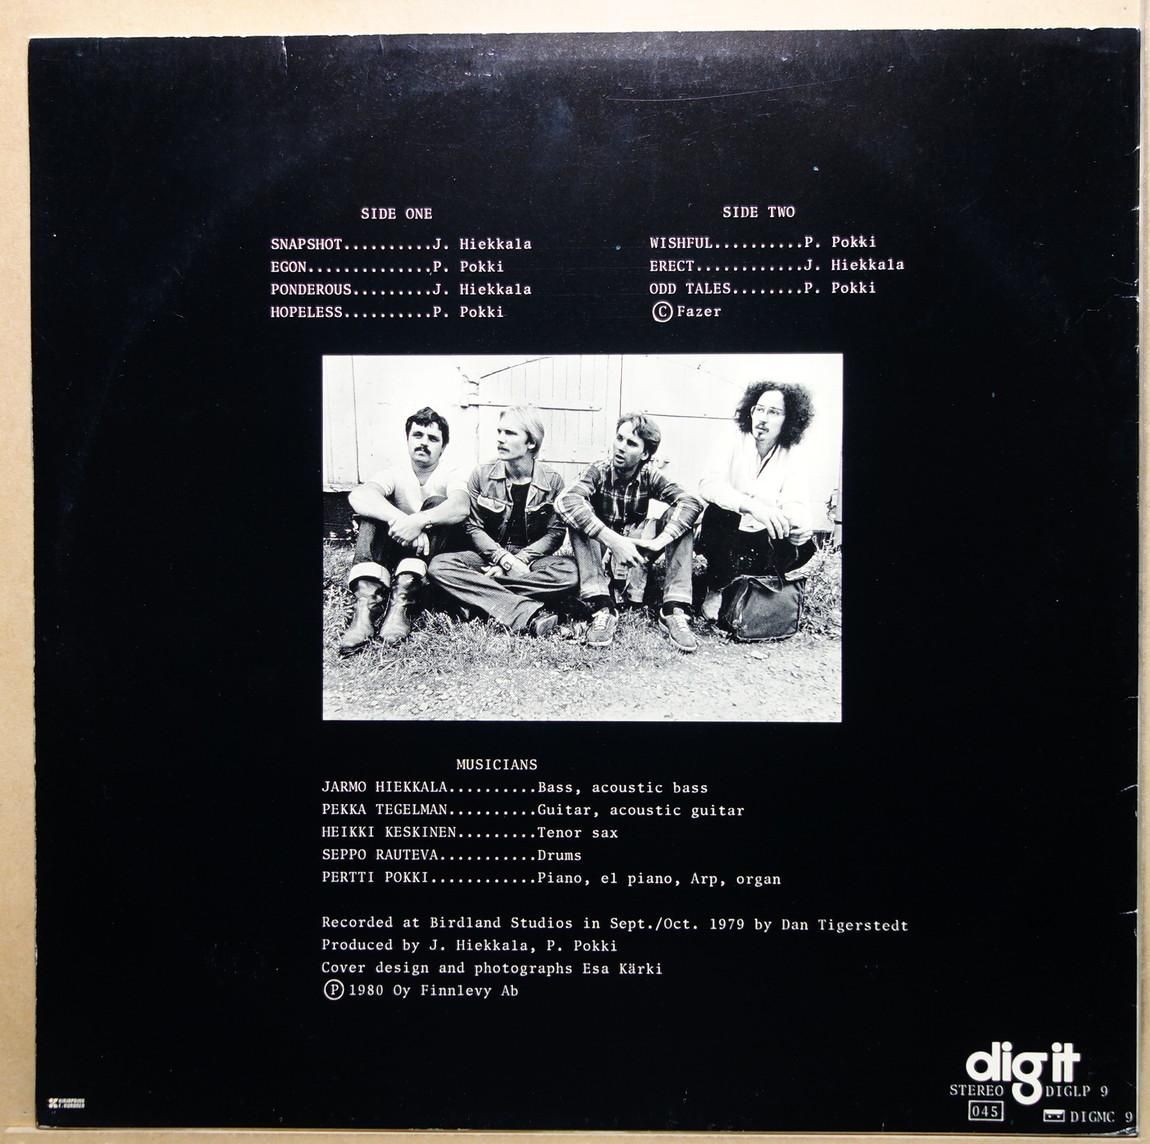 SIDE ONE
SNAPSHOT..........J. Hiekkala
EGON..............P. Pokki
PONDEROUS.........J. Hiekkala
HOPELESS..........P. Pokki
SIDE TWO
WISHFUL..........P. Pokki
ERECT............J. Hiekkala
ODD TALES........P. Pokki
Ⓒ Fazer
MUSICIANS
JARMO HIEKKALA..........Bass, acoustic bass
PEKKA TEGELMAN..........Guitar, acoustic guitar
HEIKKI KESKINEN.........Tenor sax
SEPPO RAUTEVA...........Drums
PERTTI POKKI............Piano, el piano, Arp, organ
Recorded at Birdland Studios in Sept./Oct. 1979 by Dan Tigerstedt
Produced by J. Hiekkala, P. Pokki
Cover design and photographs Esa Kärki
Ⓟ 1980 Oy Finnlevy Ab
digit
STEREO DIGLP 9
045 DIGMC 9